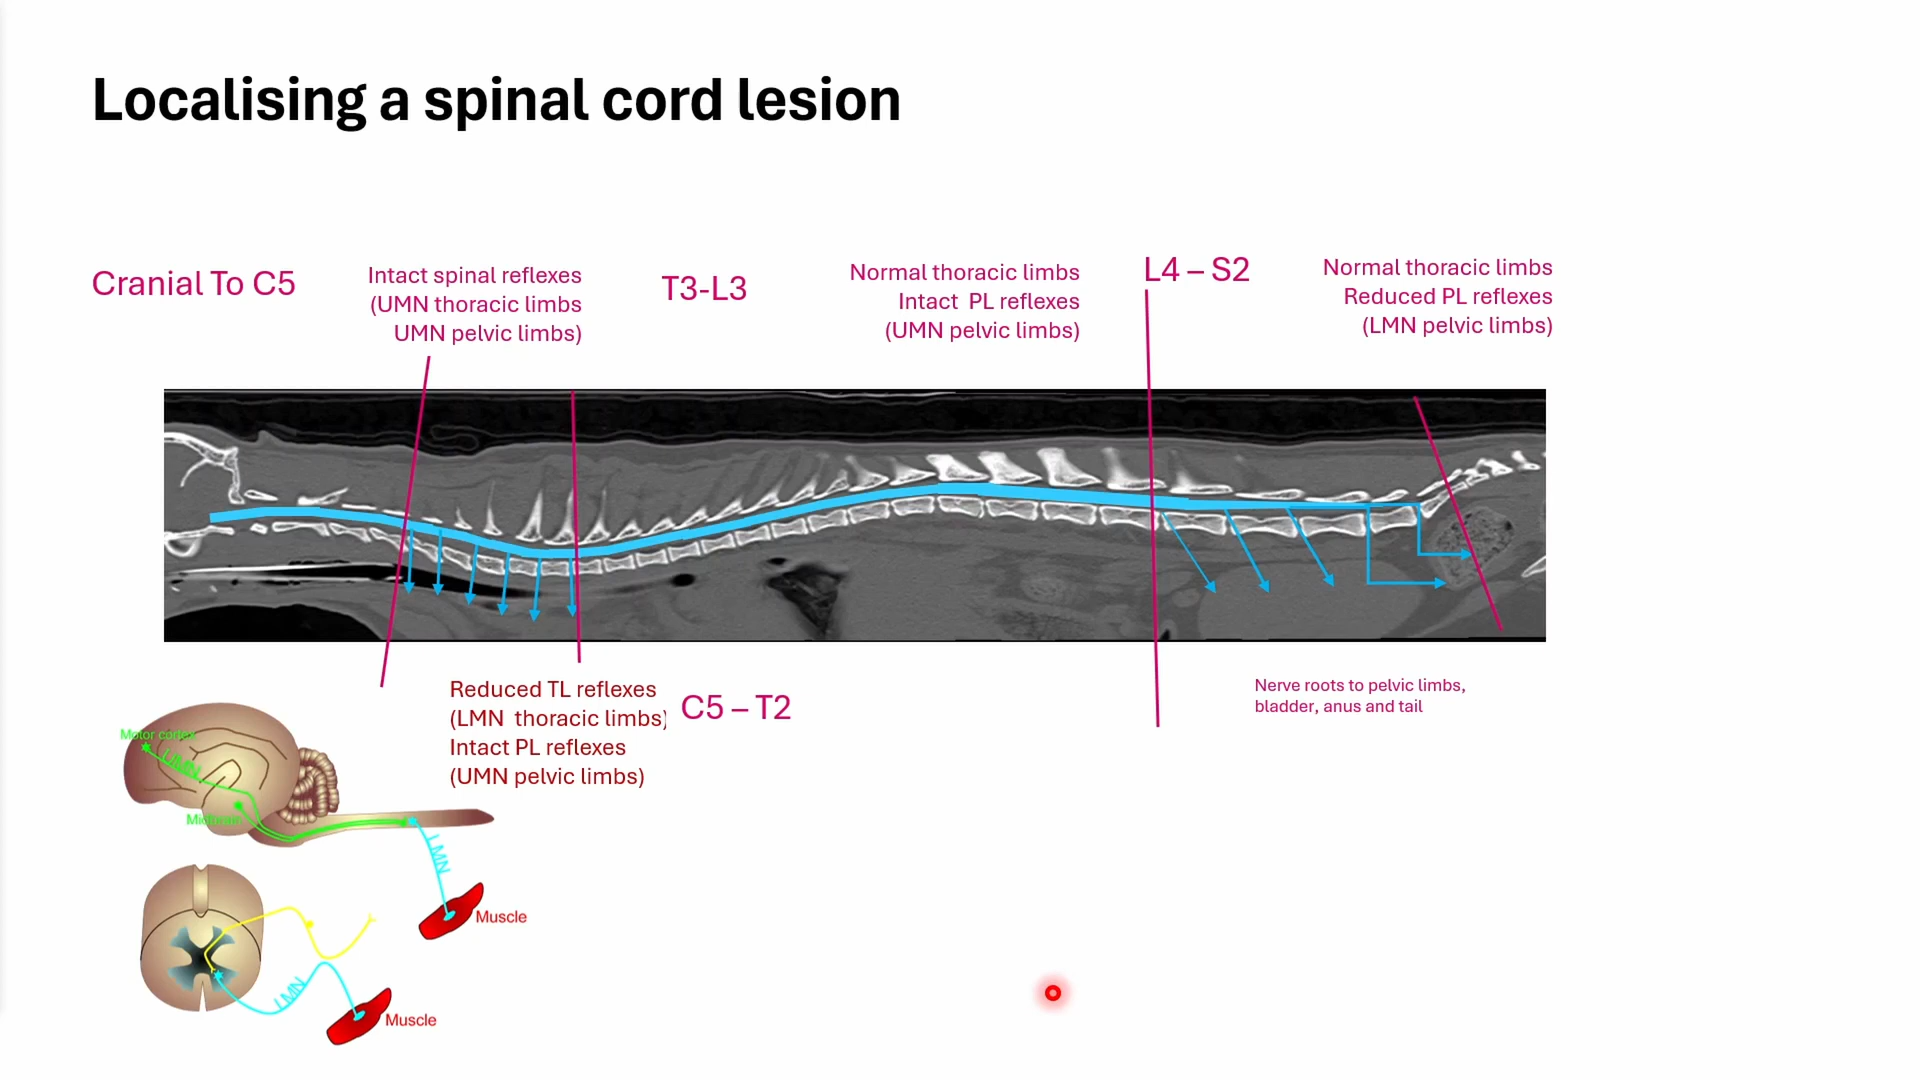 Localising a spinal cord lesion
Cranial To C5
Intact spinal reflexes
(UMN thoracic limbs
UMN pelvic limbs)
T3-L3
Normal thoracic limbs
Intact PL reflexes
(UMN pelvic limbs)
L4 – S2
Normal thoracic limbs
Reduced PL reflexes
(LMN pelvic limbs)
Reduced TL reflexes
(LMN thoracic limbs)
Intact PL reflexes
(UMN pelvic limbs)
C5 – T2
Nerve roots to pelvic limbs,
bladder, anus and tail
Motor cortex
UMN
Midbrain
LMN
Muscle
LMN
Muscle